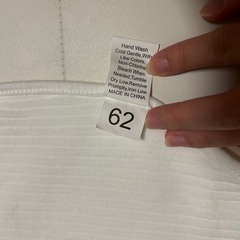 Hand Wash
Cold Gentle,With
Like Colors,
Non-Chlorine
Bleach When
Needed,Tumble
Dry Low,Remove
Promptly,Iron Low
MADE IN CHINA
62